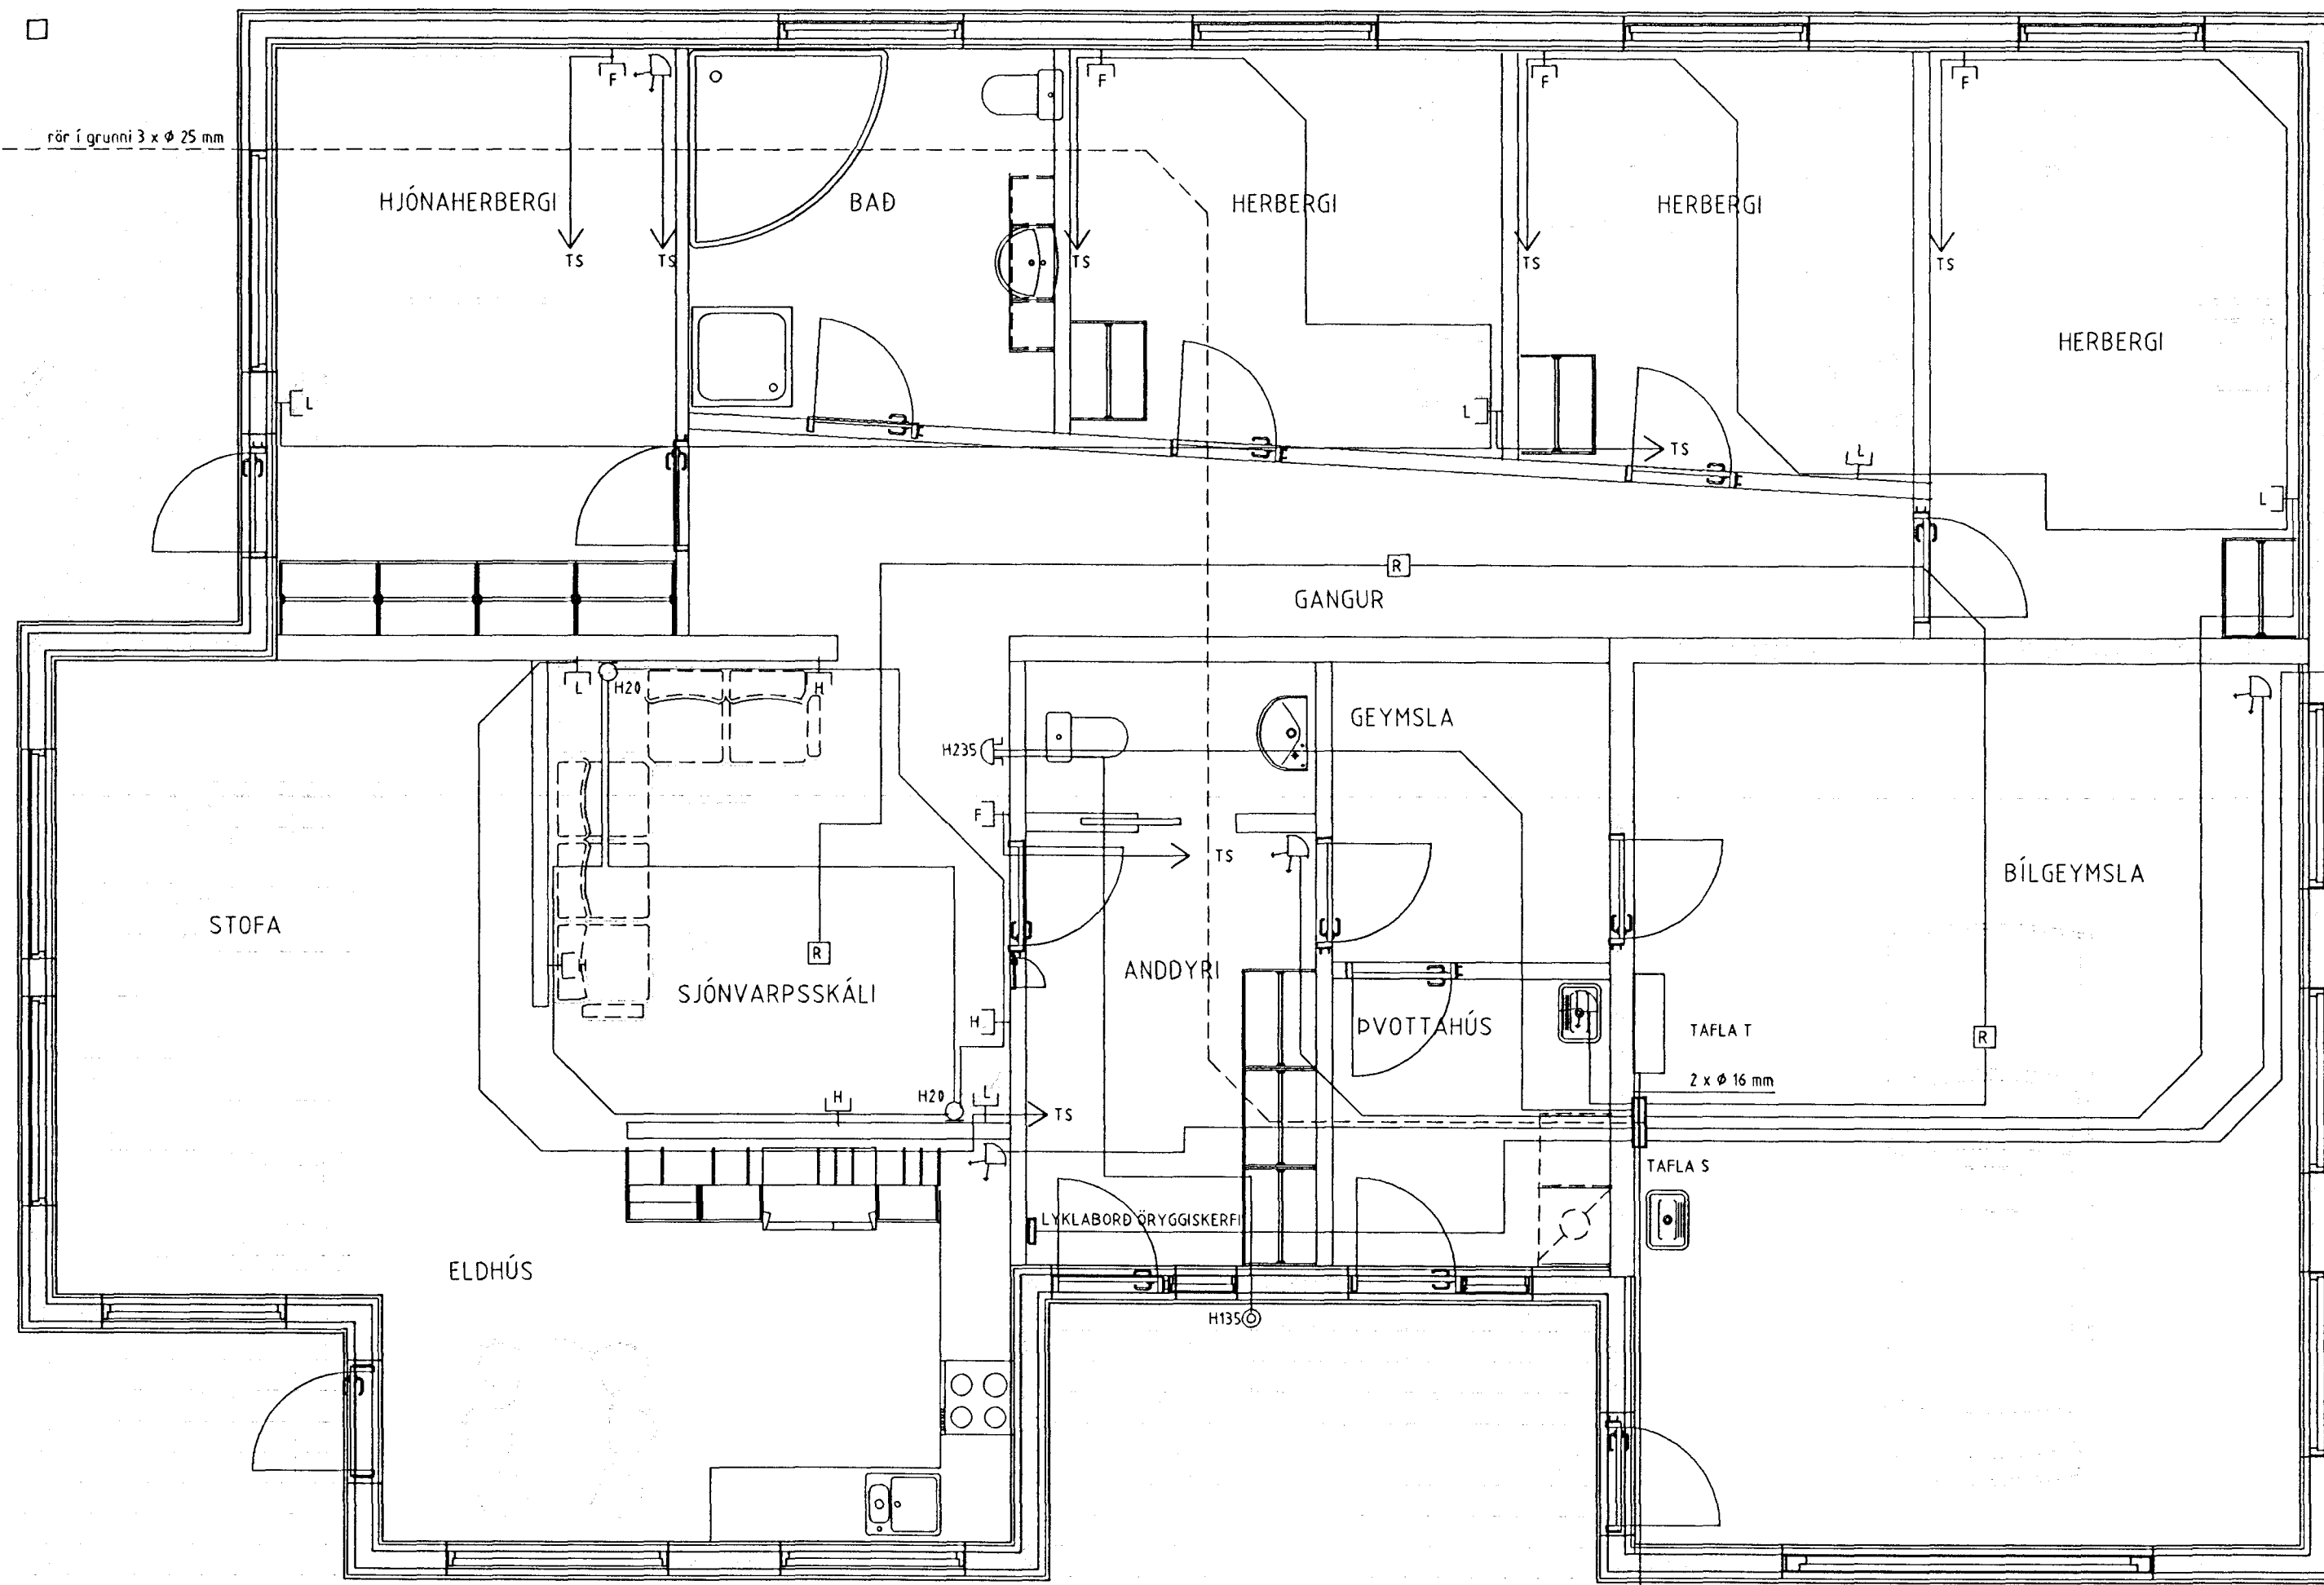 F
F
F
F
rör í grunni 3 x ϕ 25 mm
HJÓNAHERBERGI
BAÐ
HERBERGI
HERBERGI
TS
TS
TS
TS
TS
HERBERGI
L
L
TS
L
L
R
GANGUR
L
H20
H
GEYMSLA
H235
F
TS
BÍLGEYMSLA
STOFA
R
H
ANDDYRI
SJÓNVARPSSKÁLI
H
ÞVOTTAHÚS
TAFLA T
R
2 x ϕ 16 mm
H
H20
L
TS
TAFLA S
LYKLABORÐ ÖRYGGISKERFI
ELDHÚS
H135